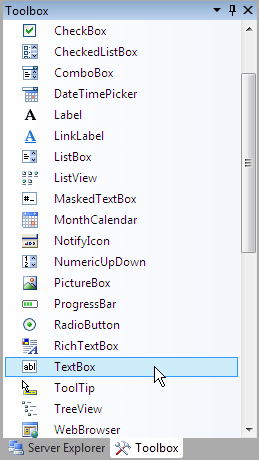 Toolbox
CheckBox
CheckedListBox
ComboBox
DateTimePicker
A Label
A LinkLabel
ListBox
ListView
#_ MaskedTextBox
MonthCalendar
NotifyIcon
NumericUpDown
PictureBox
ProgressBar
RadioButton
RichTextBox
abl TextBox
ToolTip
TreeView
WebBrowser
Server Explorer Toolbox